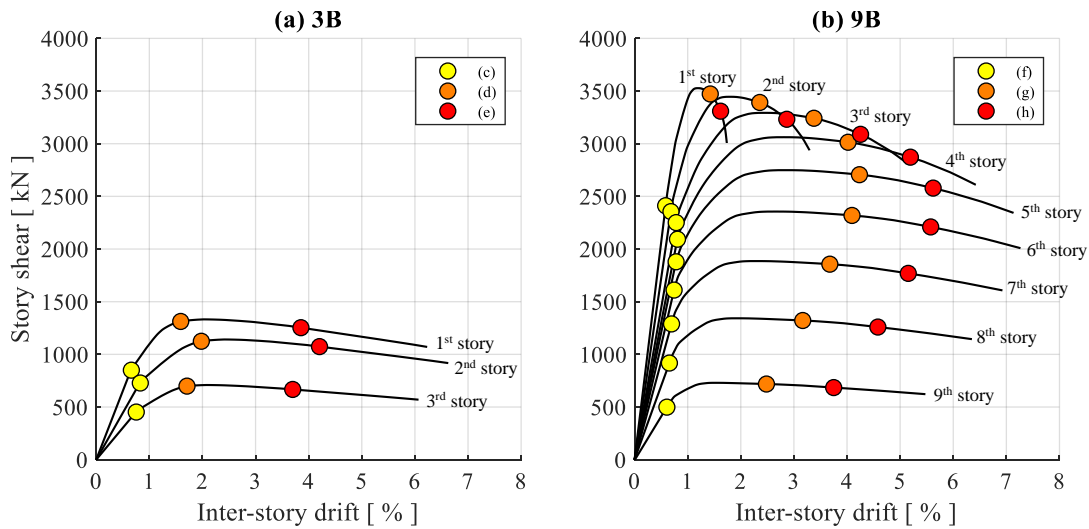 (a) 3B
Story shear [ kN ]
4000
3500
3000
2500
2000
1500
1000
500
0
(c)
(d)
(e)
1st story
2nd story
3rd story
0 1 2 3 4 5 6 7 8
Inter-story drift [ % ]
(b) 9B
4000
3500
3000
2500
2000
1500
1000
500
0
(f)
(g)
(h)
1st story
2nd story
3rd story
4th story
5th story
6th story
7th story
8th story
9th story
0 1 2 3 4 5 6 7 8
Inter-story drift [ % ]